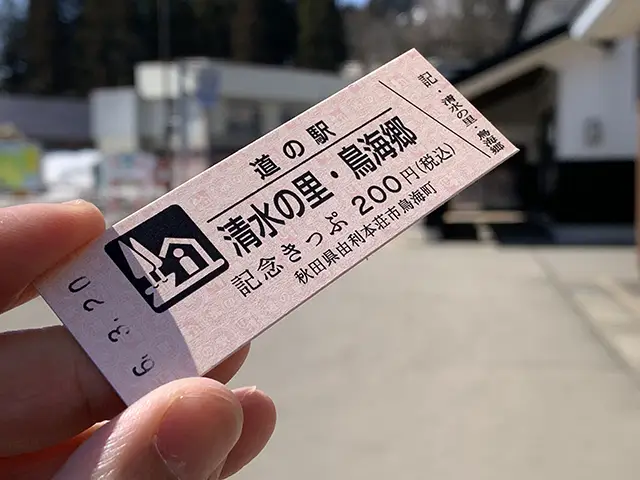 道の駅
清水の里・鳥海郷
記念きっぷ 200円(税込)
秋田県由利本荘市鳥海町
記・清水の里・鳥海郷
6.3.20